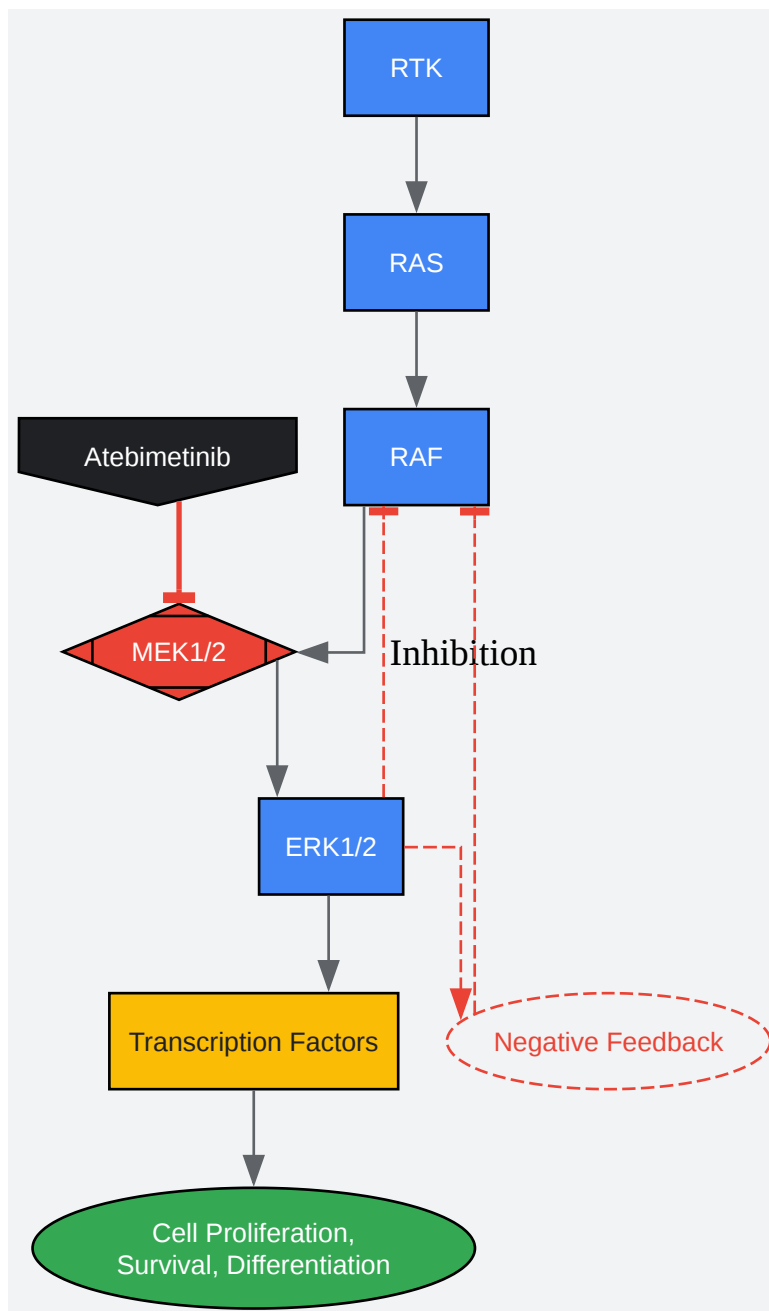 RTK
RAS
RAF
Atebimetinib
MEK1/2
Inhibition
ERK1/2
Transcription Factors
Negative Feedback
Cell Proliferation,
Survival, Differentiation